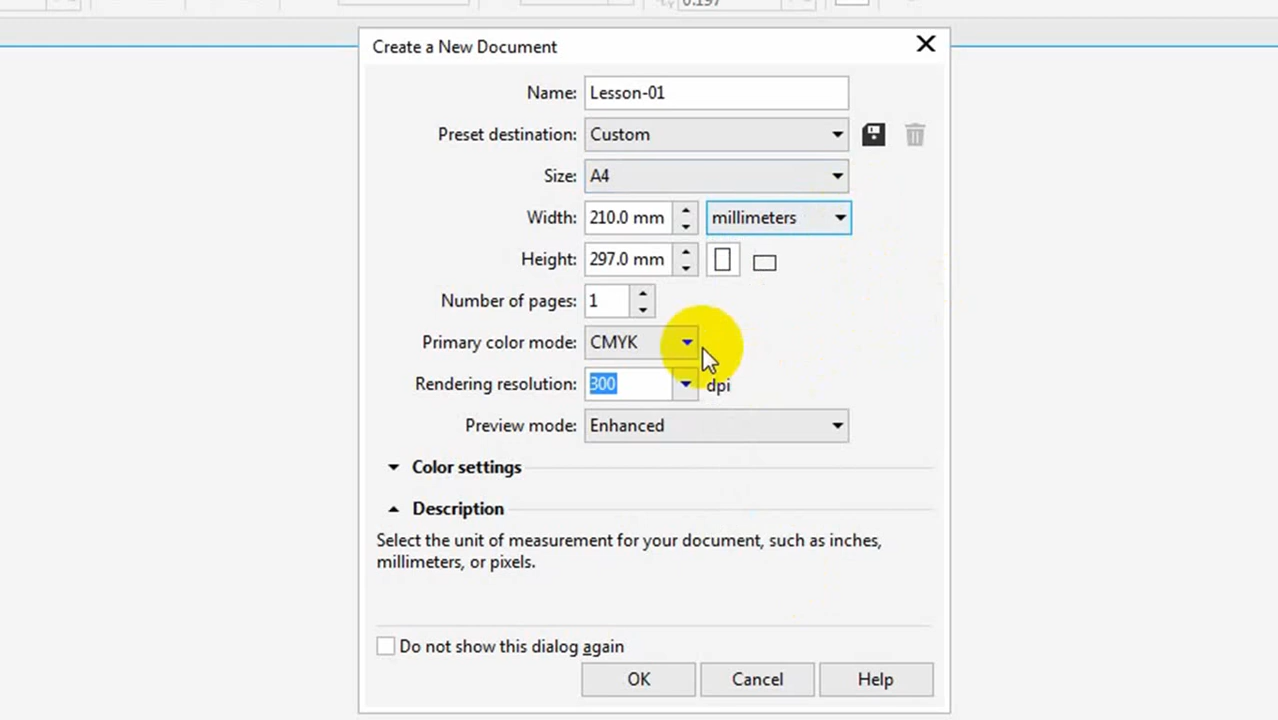 0.197
Create a New Document
Name: Lesson-01
Preset destination: Custom
Size: A4
Width: 210.0 mm millimeters
Height: 297.0 mm
Number of pages: 1
Primary color mode: CMYK
Rendering resolution: 300 dpi
Preview mode: Enhanced
Color settings
Description
Select the unit of measurement for your document, such as inches,
millimeters, or pixels.
Do not show this dialog again
OK Cancel Help